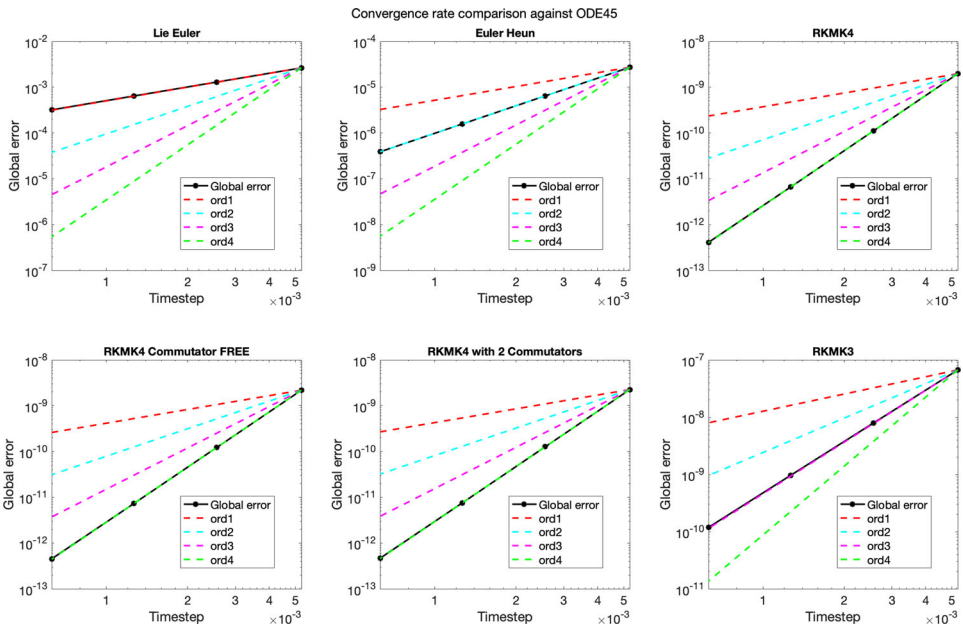 Convergence rate comparison against ODE45
Lie Euler
10^-2
10^-3
10^-4
10^-5
10^-6
10^-7
Global error
Global error
ord1
ord2
ord3
ord4
1 2 3 4 5
Timestep
×10^-3
Euler Heun
10^-4
10^-5
10^-6
10^-7
10^-8
10^-9
Global error
Global error
ord1
ord2
ord3
ord4
1 2 3 4 5
Timestep
×10^-3
RKMK4
10^-8
10^-9
10^-10
10^-11
10^-12
10^-13
Global error
Global error
ord1
ord2
ord3
ord4
1 2 3 4 5
Timestep
×10^-3
RKMK4 Commutator FREE
10^-8
10^-9
10^-10
10^-11
10^-12
10^-13
Global error
Global error
ord1
ord2
ord3
ord4
1 2 3 4 5
Timestep
×10^-3
RKMK4 with 2 Commutators
10^-8
10^-9
10^-10
10^-11
10^-12
10^-13
Global error
Global error
ord1
ord2
ord3
ord4
1 2 3 4 5
Timestep
×10^-3
RKMK3
10^-7
10^-8
10^-9
10^-10
10^-11
Global error
Global error
ord1
ord2
ord3
ord4
1 2 3 4 5
Timestep
×10^-3